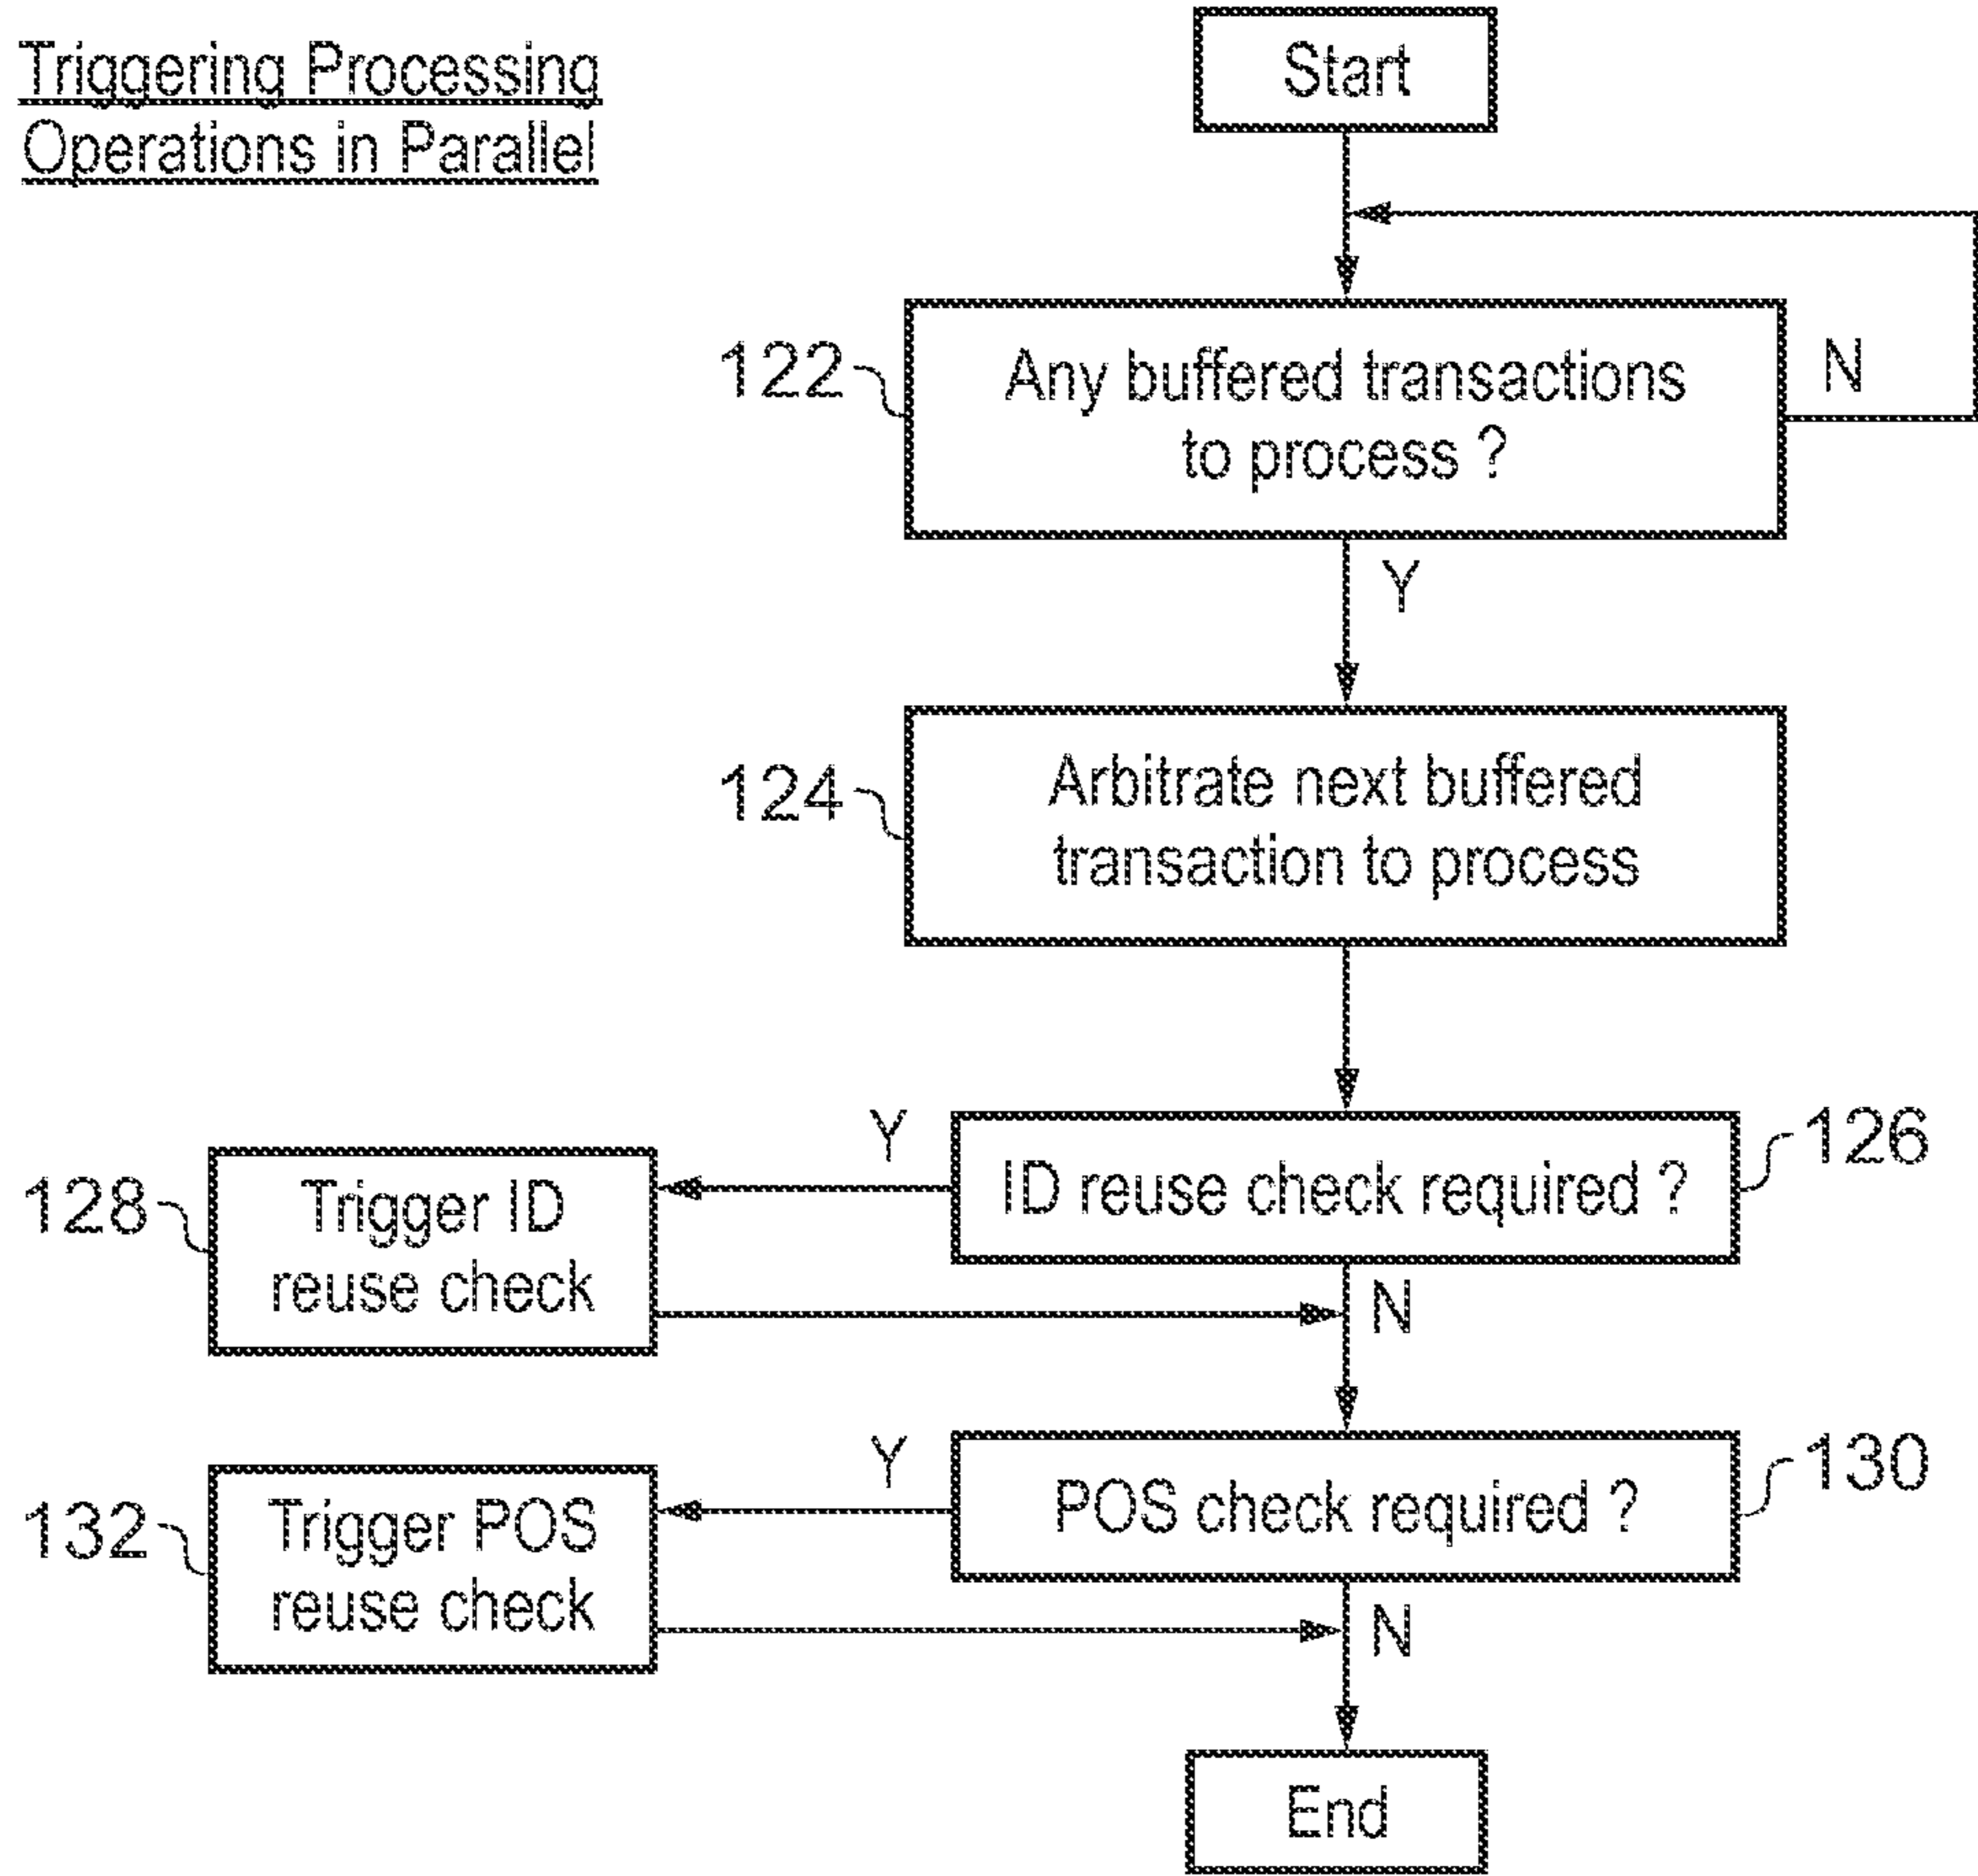 Triggering Processing
Operations in Parallel
Start
122
Any buffered transactions
to process ?
N
Y
124
Arbitrate next buffered
transaction to process
126
ID reuse check required ?
Y
128
Trigger ID
reuse check
N
130
POS check required ?
Y
132
Trigger POS
reuse check
N
End